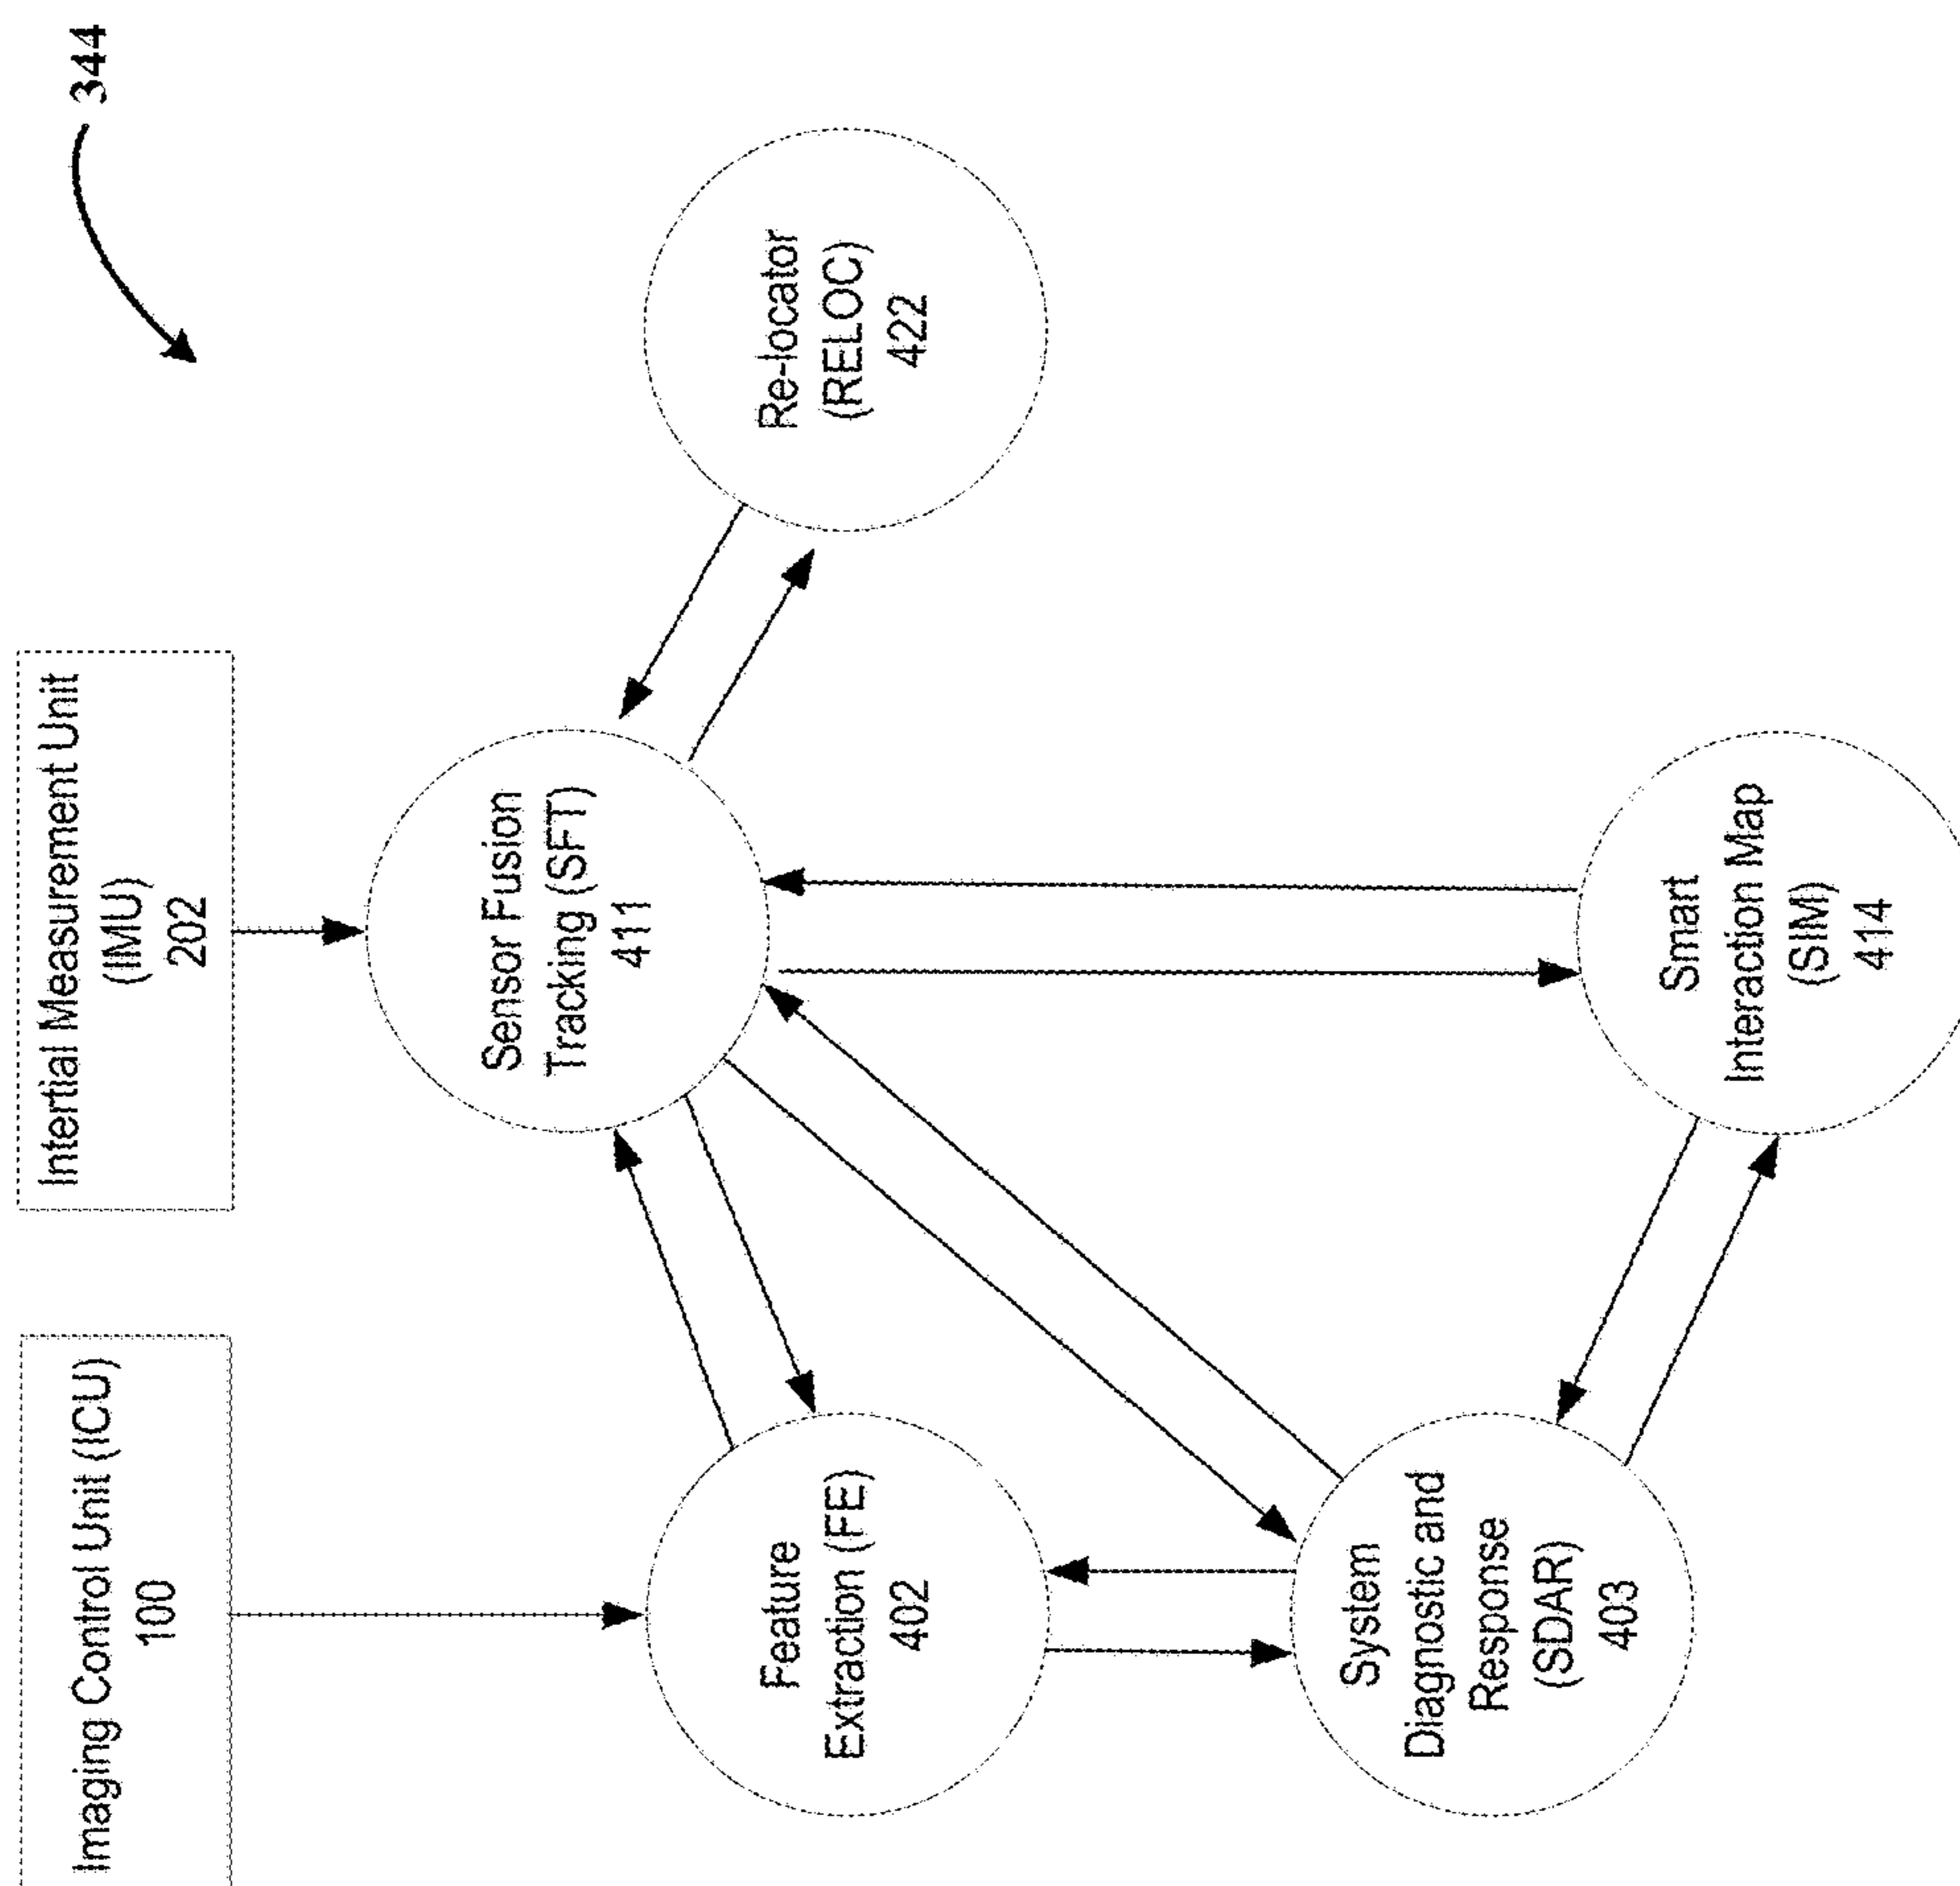 344
Intertial Measurement Unit
(IMU)
202
Imaging Control Unit (ICU)
100
Sensor Fusion
Tracking (SFT)
411
Re-locator
(RELOC)
422
Feature
Extraction (FE)
402
System
Diagnostic and
Response
(SDAR)
403
Smart
Interaction Map
(SIM)
414